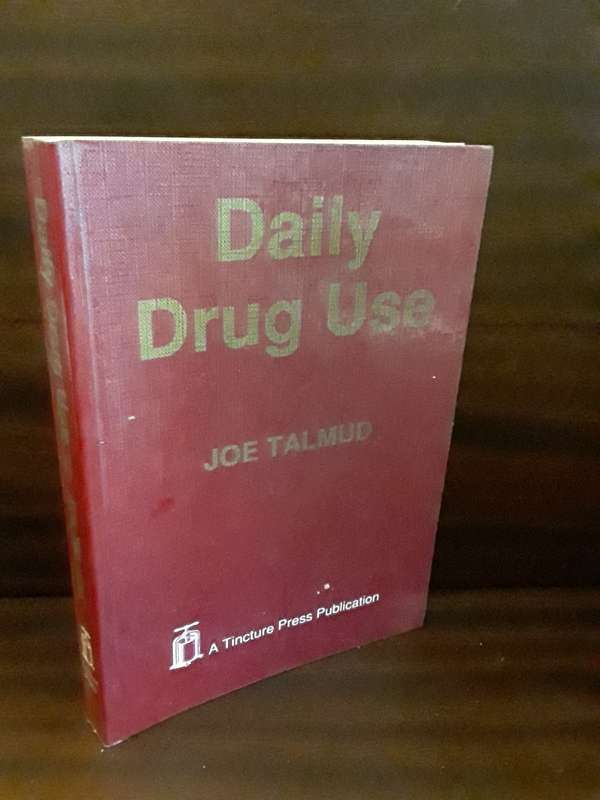 Daily
Drug Use
JOE TALMUD
A Tincture Press Publication